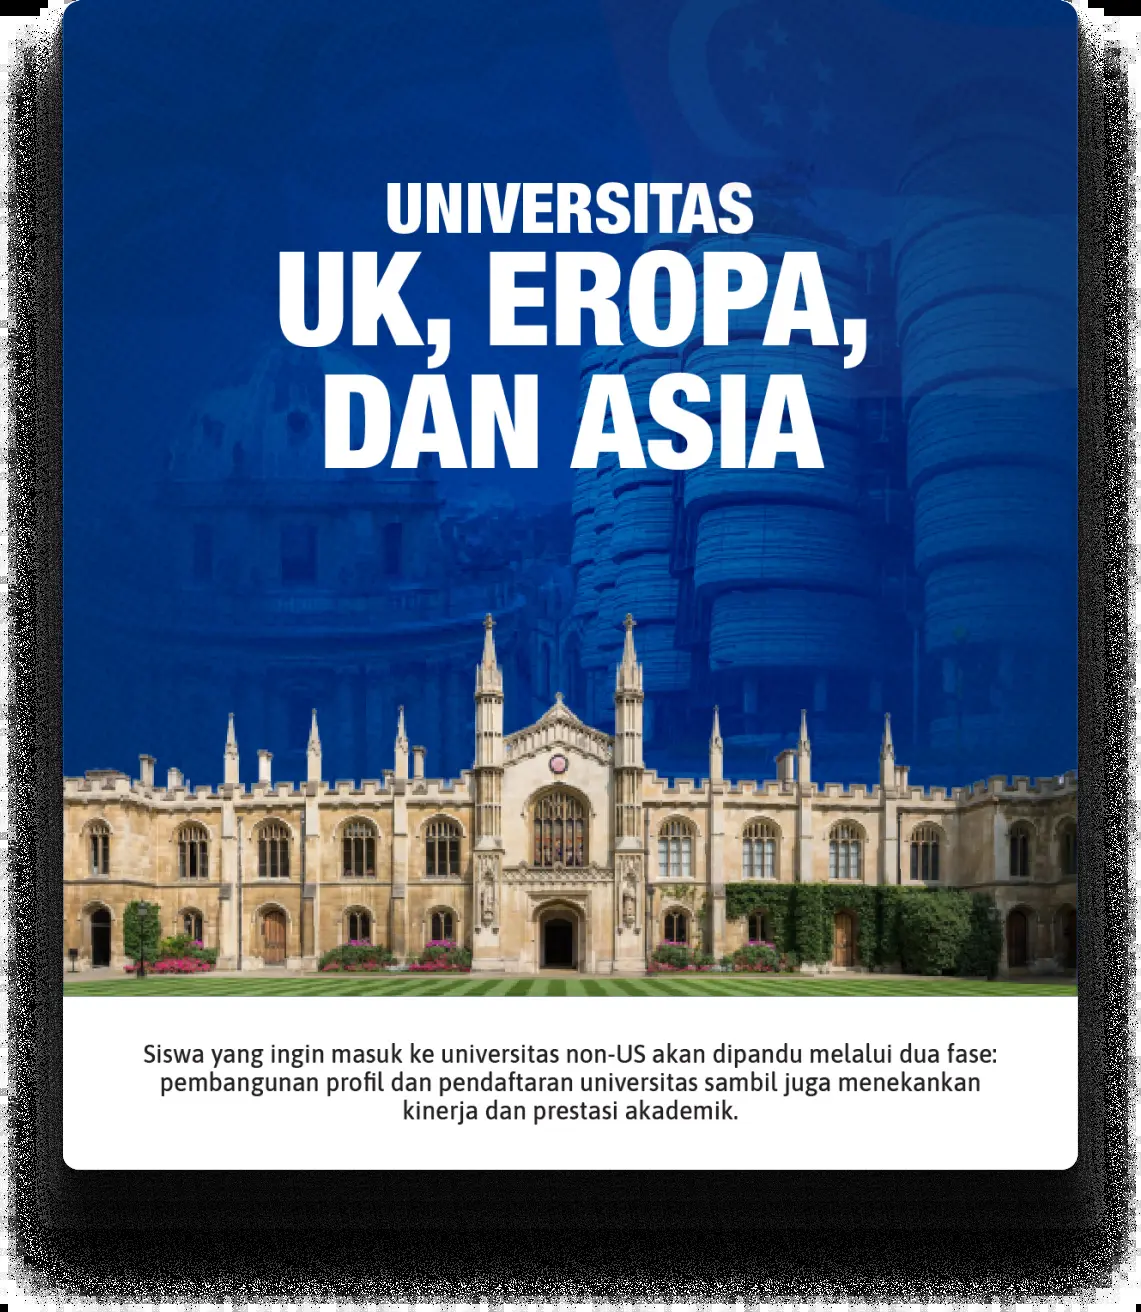 UNIVERSITAS
UK, EROPA,
DAN ASIA
Siswa yang ingin masuk ke universitas non-US akan dipandu melalui dua fase:
pembangunan profil dan pendaftaran universitas sambil juga menekankan
kinerja dan prestasi akademik.